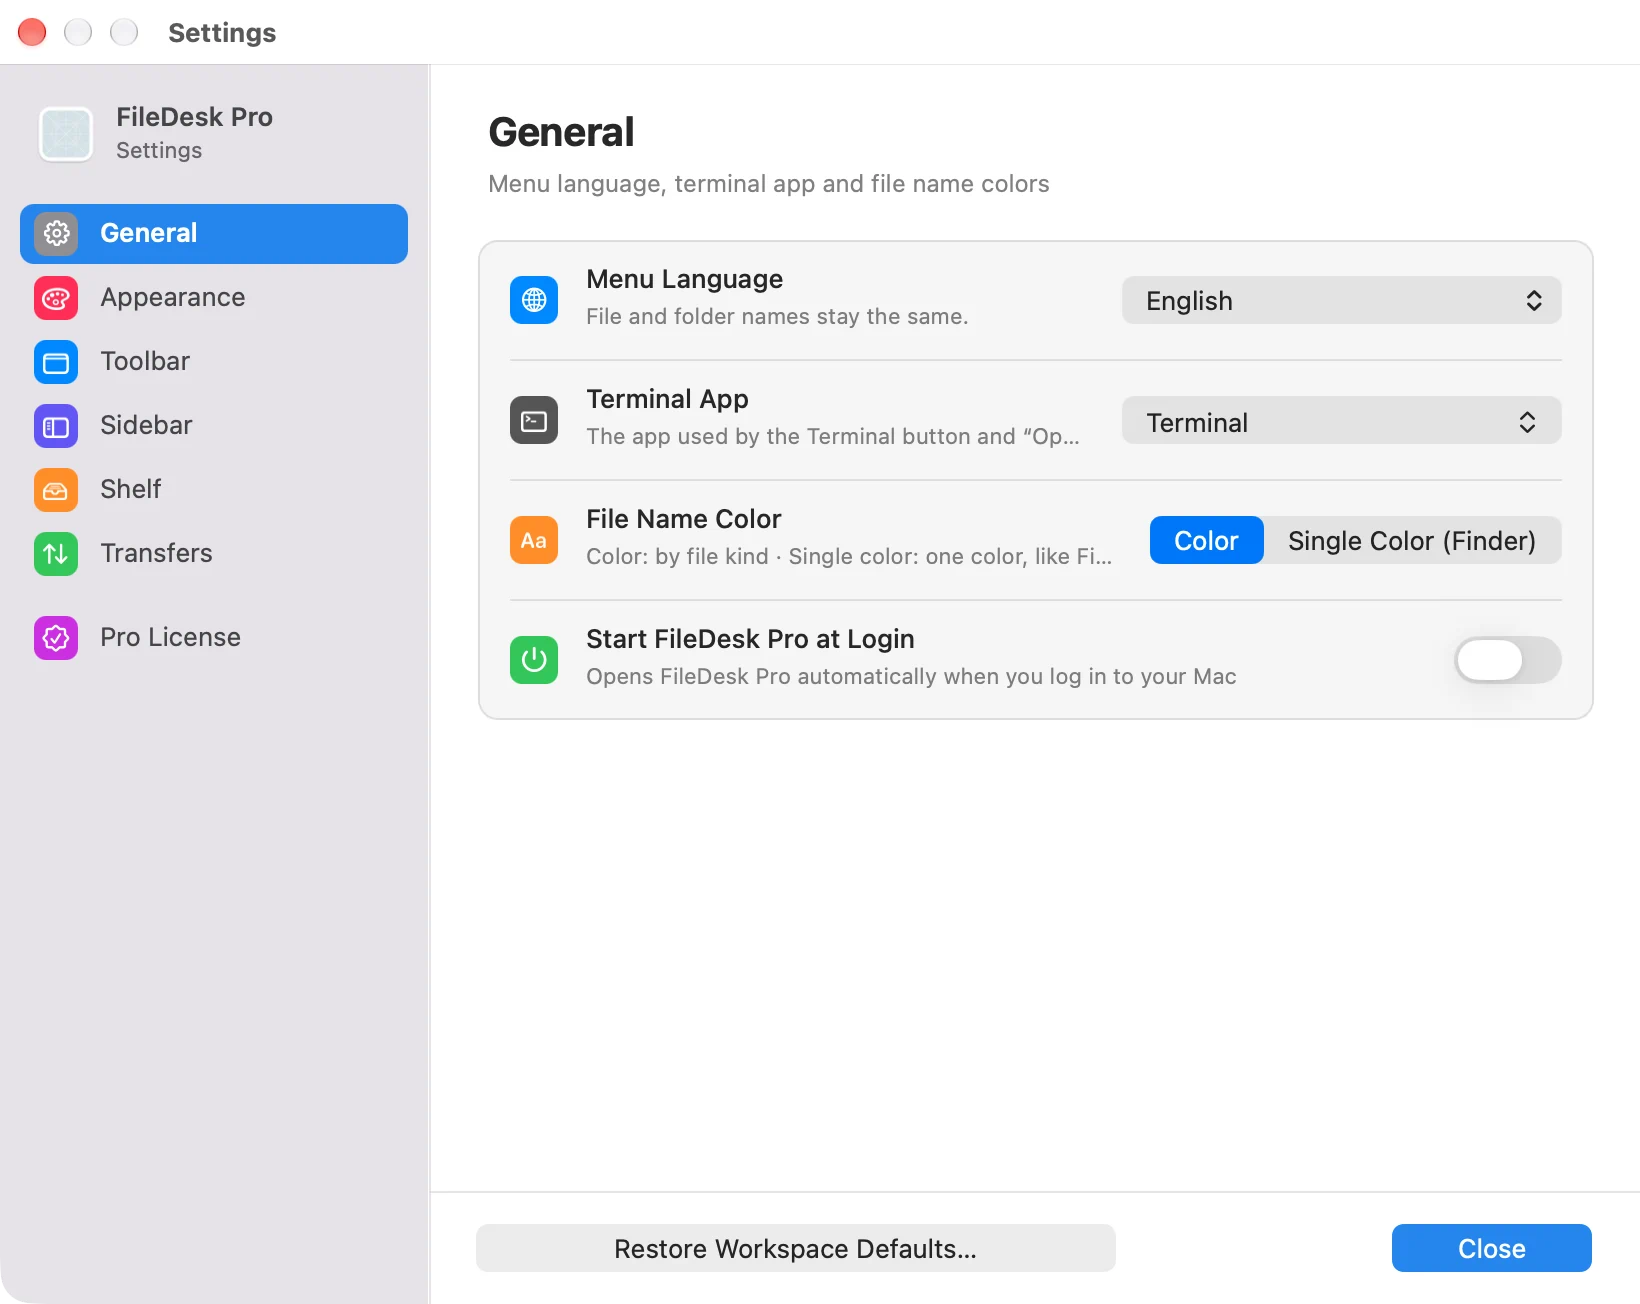 Settings
FileDesk Pro
Settings
General
Appearance
Toolbar
Sidebar
Shelf
Transfers
Pro License
General
Menu language, terminal app and file name colors
Menu Language
File and folder names stay the same.
English
Terminal App
The app used by the Terminal button and “Op...
Terminal
Aa
File Name Color
Color: by file kind · Single color: one color, like Fi...
Color
Single Color (Finder)
Start FileDesk Pro at Login
Opens FileDesk Pro automatically when you log in to your Mac
Restore Workspace Defaults...
Close